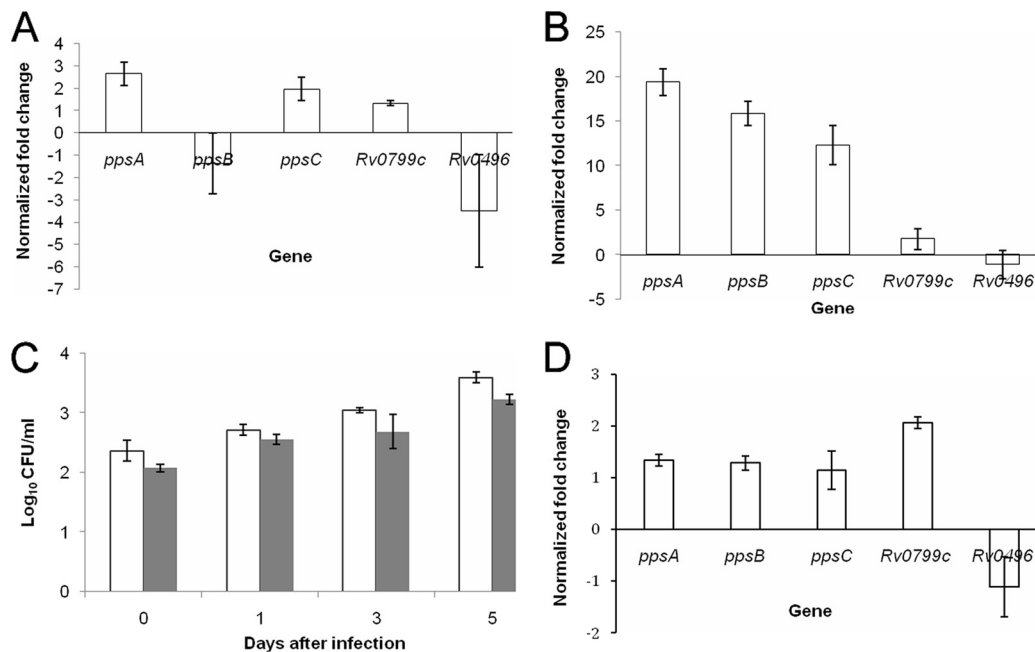 A
Normalized fold change
4
3
2
1
0
-1
-2
-3
-4
-5
-6
-7
ppsA
ppsB
ppsC
Rv0799c
Rv0496
Gene
B
Normalized fold change
25
20
15
10
5
0
-5
ppsA
ppsB
ppsC
Rv0799c
Rv0496
Gene
C
Log10 CFU/ml
4
3
2
1
0
0
1
3
5
Days after infection
D
Normalized fold change
3
2
1
0
-1
-2
ppsA
ppsB
ppsC
Rv0799c
Rv0496
Gene